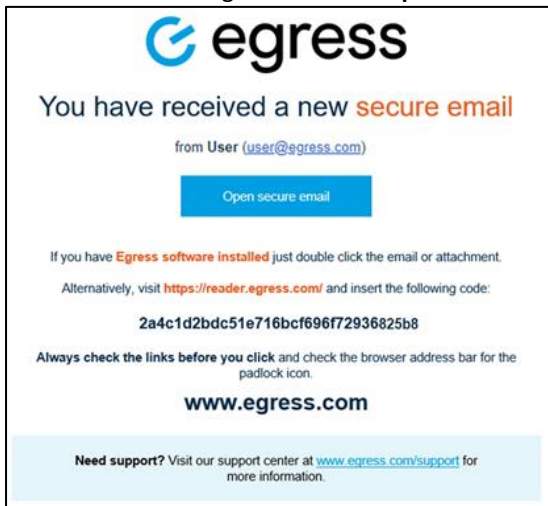 egress
You have received a new secure email
from User (user@egress.com)
Open secure email
If you have Egress software installed just double click the email or attachment.
Alternatively, visit https://reader.egress.com/ and insert the following code:
2a4c1d2bdc51e716bcf696f72936825b8
Always check the links before you click and check the browser address bar for the
padlock icon.
www.egress.com
Need support? Visit our support center at www.egress.com/support for
more information.